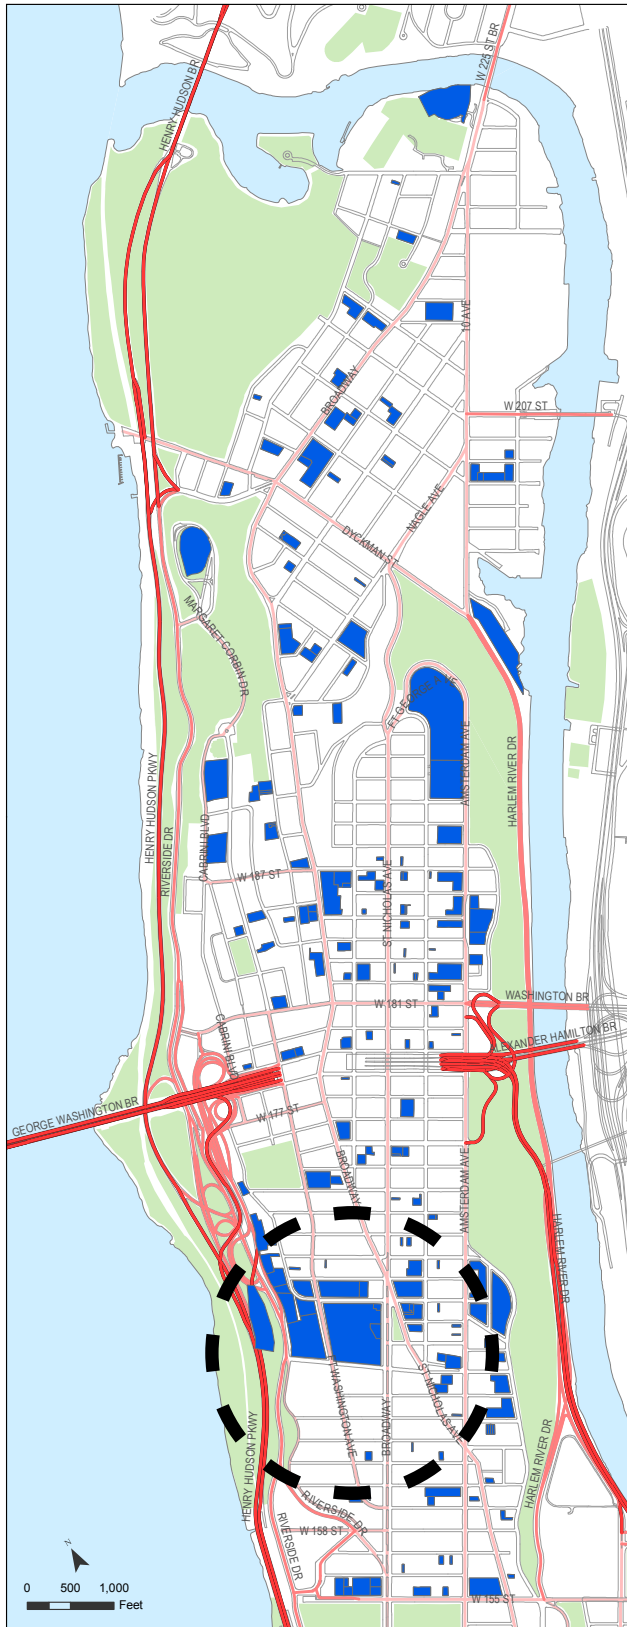 W 225 ST BR
HENRY HUDSON BR
10 AVE
BROADWAY
W 207 ST
NAGLE AVE
DYCKMAN ST
MARGARET CORBIN DR
FT GEORGE AVE
AMSTERDAM AVE
HARLEM RIVER DR
HENRY HUDSON PKWY
RIVERSIDE DR
CABRINI BLVD
W 187 ST
ST NICHOLAS AVE
WASHINGTON BR
W 181 ST
ALEXANDER HAMILTON BR
CABRINI BLVD
GEORGE WASHINGTON BR
W 177 ST
BROADWAY
AMSTERDAM AVE
HARLEM RIVER DR
FT WASHINGTON AVE
ST NICHOLAS AVE
BROADWAY
HENRY HUDSON PKWY
HARLEM RIVER DR
RIVERSIDE DR
RIVERSIDE DR
W 158 ST
N
0 500 1,000
Feet
W 155 ST